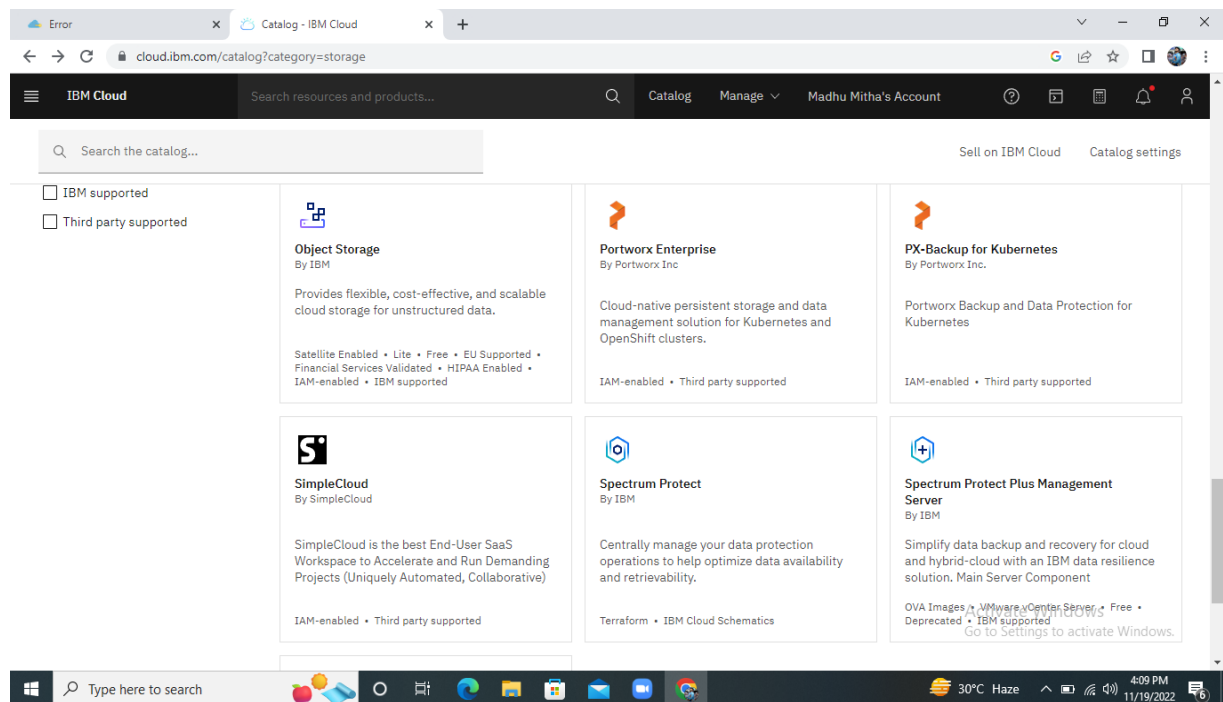 Error
Catalog - IBM Cloud
cloud.ibm.com/catalog?category=storage
IBM Cloud
Search resources and products...
Catalog
Manage
Madhu Mitha's Account
Search the catalog...
Sell on IBM Cloud
Catalog settings
IBM supported
Third party supported
Object Storage
By IBM
Provides flexible, cost-effective, and scalable
cloud storage for unstructured data.
Satellite Enabled • Lite • Free • EU Supported •
Financial Services Validated • HIPAA Enabled •
IAM-enabled • IBM supported
Portworx Enterprise
By Portworx Inc
Cloud-native persistent storage and data
management solution for Kubernetes and
OpenShift clusters.
IAM-enabled • Third party supported
PX-Backup for Kubernetes
By Portworx Inc.
Portworx Backup and Data Protection for
Kubernetes
IAM-enabled • Third party supported
SimpleCloud
By SimpleCloud
SimpleCloud is the best End-User SaaS
Workspace to Accelerate and Run Demanding
Projects (Uniquely Automated, Collaborative)
IAM-enabled • Third party supported
Spectrum Protect
By IBM
Centrally manage your data protection
operations to help optimize data availability
and retrievability.
Terraform • IBM Cloud Schematics
Spectrum Protect Plus Management
Server
By IBM
Simplify data backup and recovery for cloud
and hybrid-cloud with an IBM data resilience
solution. Main Server Component
OVA Images • VMware vCenter Server • Free •
Deprecated • IBM supported
Activate Windows
Go to Settings to activate Windows.
Type here to search
30°C Haze
4:09 PM
11/19/2022
6